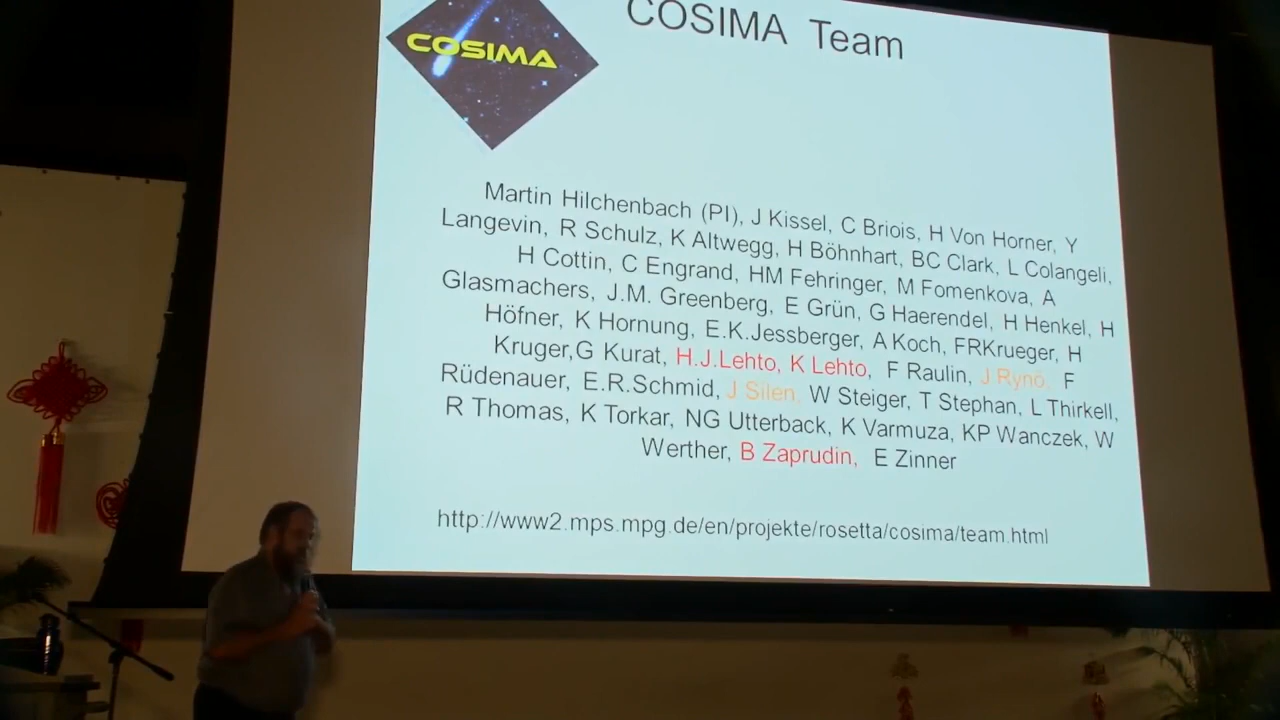 COSIMA Team
COSIMA
Martin Hilchenbach (PI), J Kissel, C Briois, H Von Horner, Y
Langevin, R Schulz, K Altwegg, H Böhnhart, BC Clark, L Colangeli,
H Cottin, C Engrand, HM Fehringer, M Fomenkova, A
Glasmachers, J.M. Greenberg, E Grün, G Haerendel, H Henkel, H
Höfner, K Hornung, E.K.Jessberger, A Koch, FRKrueger, H
Kruger,G Kurat, H.J.Lehto, K Lehto, F Raulin, J Rynö, F
Rüdenauer, E.R.Schmid, J Silen, W Steiger, T Stephan, L Thirkell,
R Thomas, K Torkar, NG Utterback, K Varmuza, KP Wanczek, W
Werther, B Zaprudin, E Zinner
http://www2.mps.mpg.de/en/projekte/rosetta/cosima/team.html